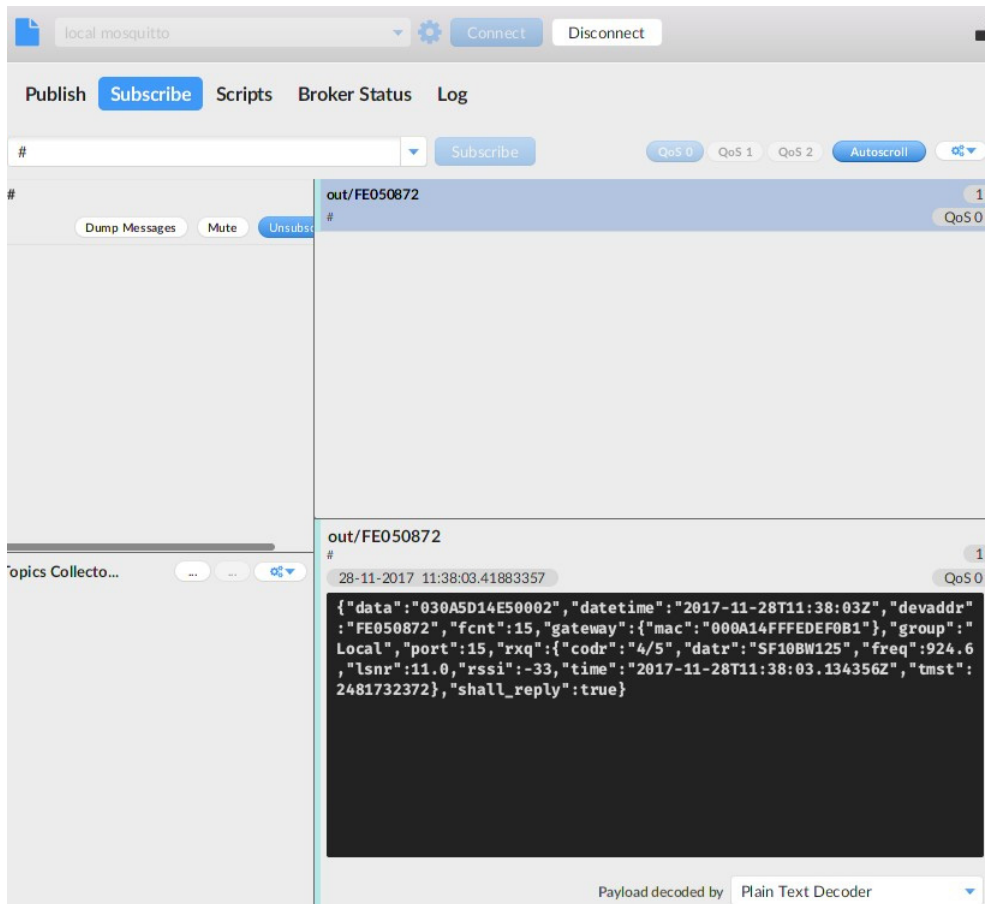 local mosquitto Connect Disconnect
Publish Subscribe Scripts Broker Status Log
# Subscribe QoS 0 QoS 1 QoS 2 Autoscroll
#
Dump Messages Mute Unsubsc
out/FE050872 1
# QoS 0
Topics Collecto... ... ...
out/FE050872
# 1
28-11-2017 11:38:03.41883357 QoS 0
{"data":"030A5D14E50002","datetime":"2017-11-28T11:38:03Z","devaddr"
:"FE050872","fcnt":15,"gateway":{"mac":"000A14FFFEDEF0B1"},"group":"
Local","port":15,"rxq":{"codr":"4/5","datr":"SF10BW125","freq":924.6
,"lsnr":11.0,"rssi":-33,"time":"2017-11-28T11:38:03.134356Z","tmst":
2481732372},"shall_reply":true}
Payload decoded by Plain Text Decoder